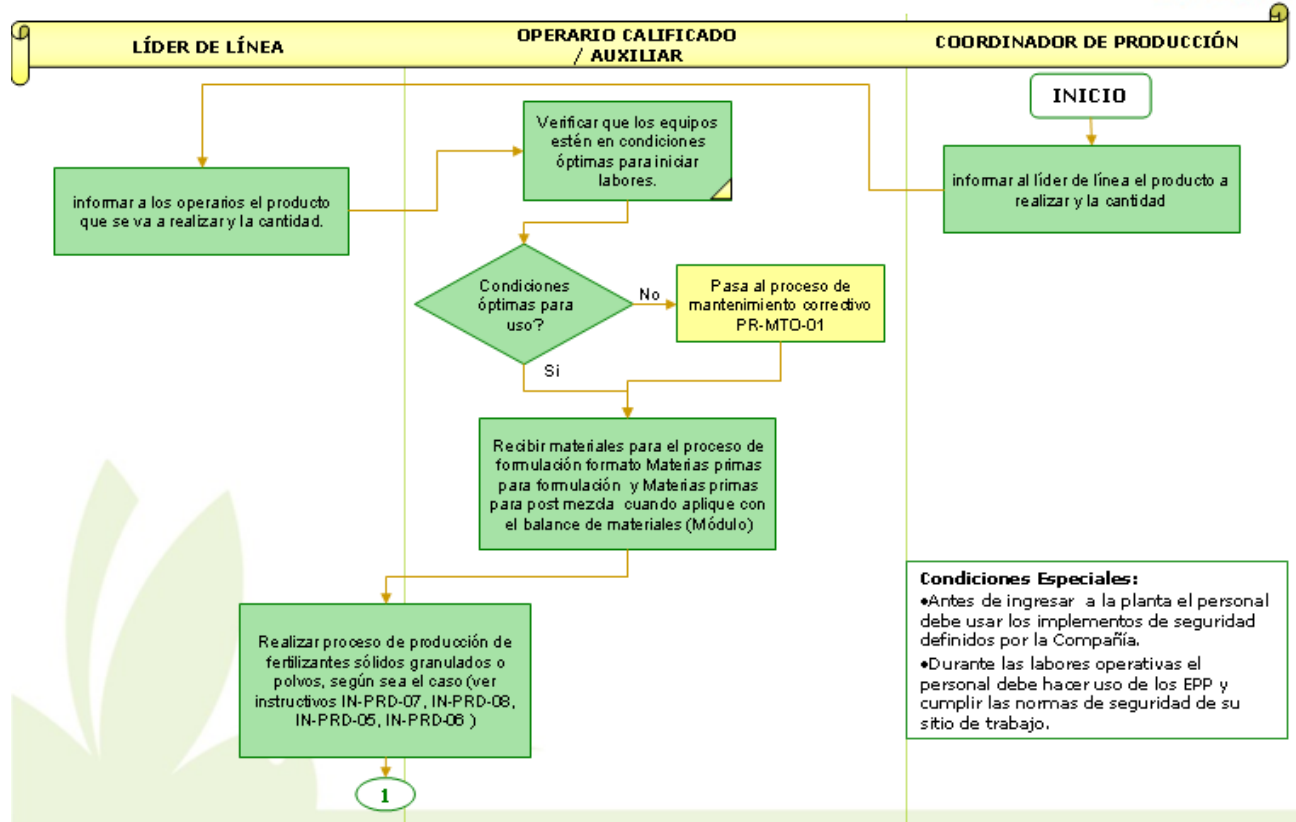 LÍDER DE LÍNEA
OPERARIO CALIFICADO
/ AUXILIAR
COORDINADOR DE PRODUCCIÓN
INICIO
informar al líder de línea el producto a
realizar y la cantidad
informar a los operarios el producto
que se va a realizar y la cantidad.
Verificar que los equipos
estén en condiciones
óptimas para iniciar
labores.
Condiciones
óptimas para
uso?
No
Pasa al proceso de
mantenimiento correctivo
PR-MTO-01
Si
Recibir materiales para el proceso de
formulación formato Materias primas
para formulación y Materias primas
para post mezcla cuando aplique con
el balance de materiales (Módulo)
Realizar proceso de producción de
fertilizantes sólidos granulados o
polvos, según sea el caso (ver
instructivos IN-PRD-07, IN-PRD-08,
IN-PRD-05, IN-PRD-06 )
1
Condiciones Especiales:
•Antes de ingresar a la planta el personal
debe usar los implementos de seguridad
definidos por la Compañía.
•Durante las labores operativas el
personal debe hacer uso de los EPP y
cumplir las normas de seguridad de su
sitio de trabajo.